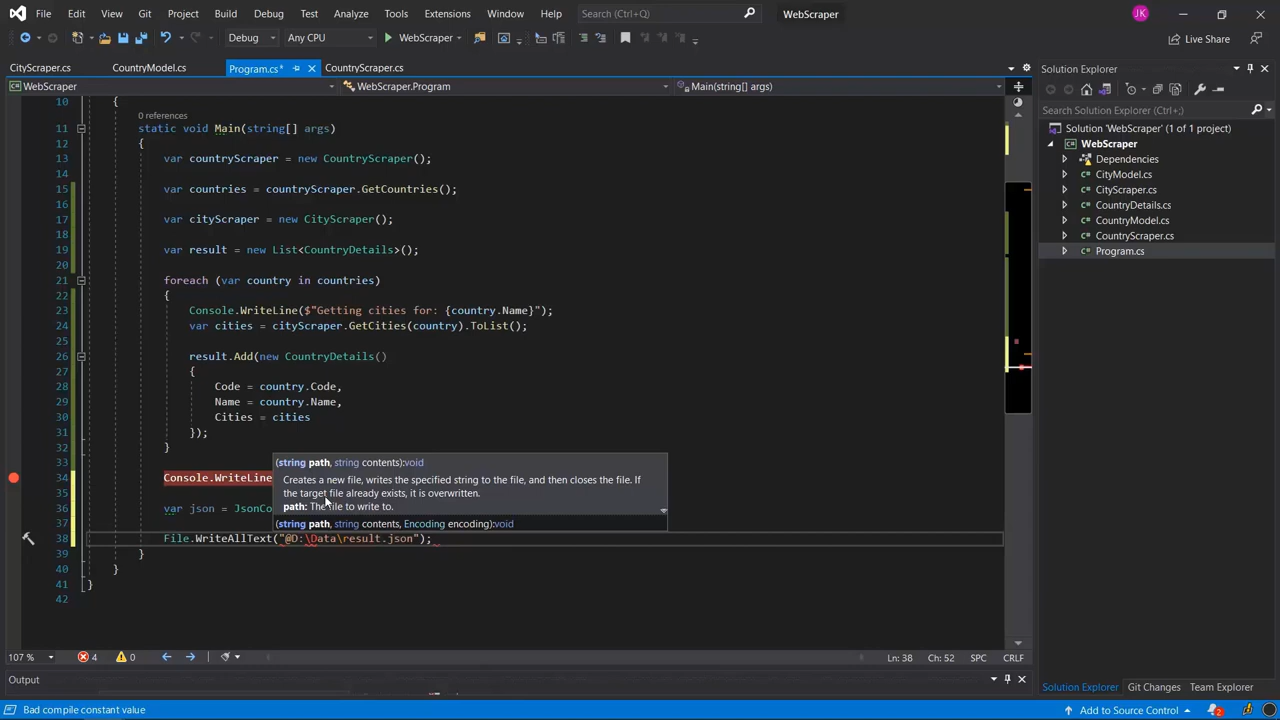 File Edit View Git Project Build Debug Test Analyze Tools Extensions Window Help Search (Ctrl+Q) WebScraper JK
Debug Any CPU WebScraper Live Share
CityScraper.cs CountryModel.cs Program.cs* CountryScraper.cs
WebScraper WebScraper.Program Main(string[] args)
10 {
0 references
11 static void Main(string[] args)
12 {
13 var countryScraper = new CountryScraper();
14
15 var countries = countryScraper.GetCountries();
16
17 var cityScraper = new CityScraper();
18
19 var result = new List<CountryDetails>();
20
21 foreach (var country in countries)
22 {
23 Console.WriteLine($"Getting cities for: {country.Name}");
24 var cities = cityScraper.GetCities(country).ToList();
25
26 result.Add(new CountryDetails()
27 {
28 Code = country.Code,
29 Name = country.Name,
30 Cities = cities
31 });
32 }
33
(string path, string contents):void
34 Console.WriteLine
Creates a new file, writes the specified string to the file, and then closes the file. If
35
the target file already exists, it is overwritten.
36 var json = JsonCo
path: The file to write to.
37
(string path, string contents, Encoding encoding):void
38 File.WriteAllText("@D:\Data\result.json");
39 }
40 }
41 }
42
107 % 4 0 Ln: 38 Ch: 52 SPC CRLF
Output
Bad compile constant value Add to Source Control 2
Solution Explorer
Search Solution Explorer (Ctrl+;)
Solution 'WebScraper' (1 of 1 project)
WebScraper
Dependencies
CityModel.cs
CityScraper.cs
CountryDetails.cs
CountryModel.cs
CountryScraper.cs
Program.cs
Solution Explorer Git Changes Team Explorer